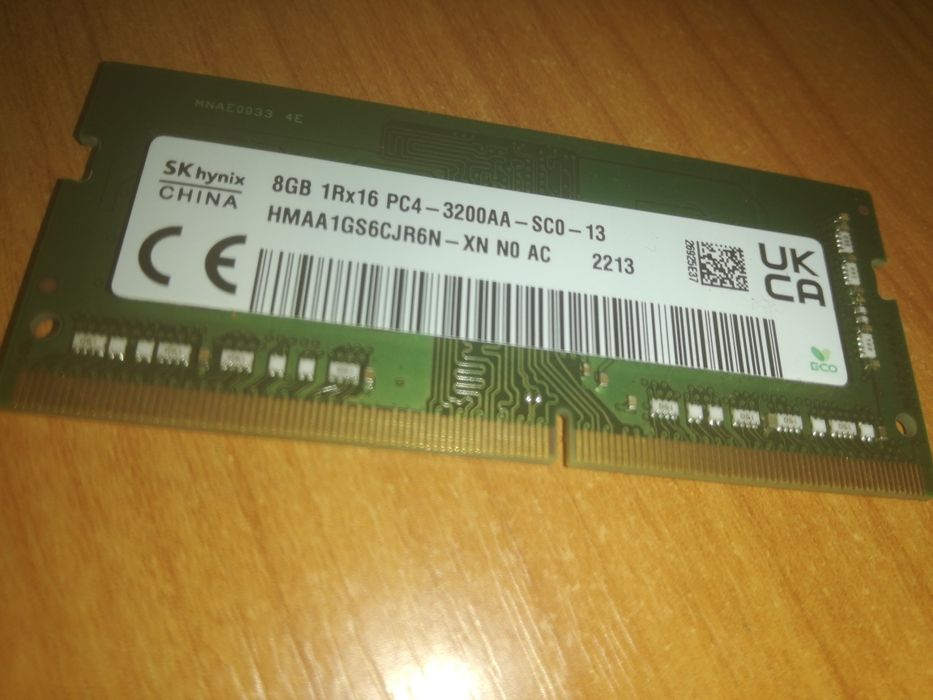 MNAE0033 4E
SK hynix
CHINA
8GB 1Rx16 PC4-3200AA-SC0-13
HMAA1GS6CJR6N-XN N0 AC 2213
CE
26925E37
UK
CA
ECO